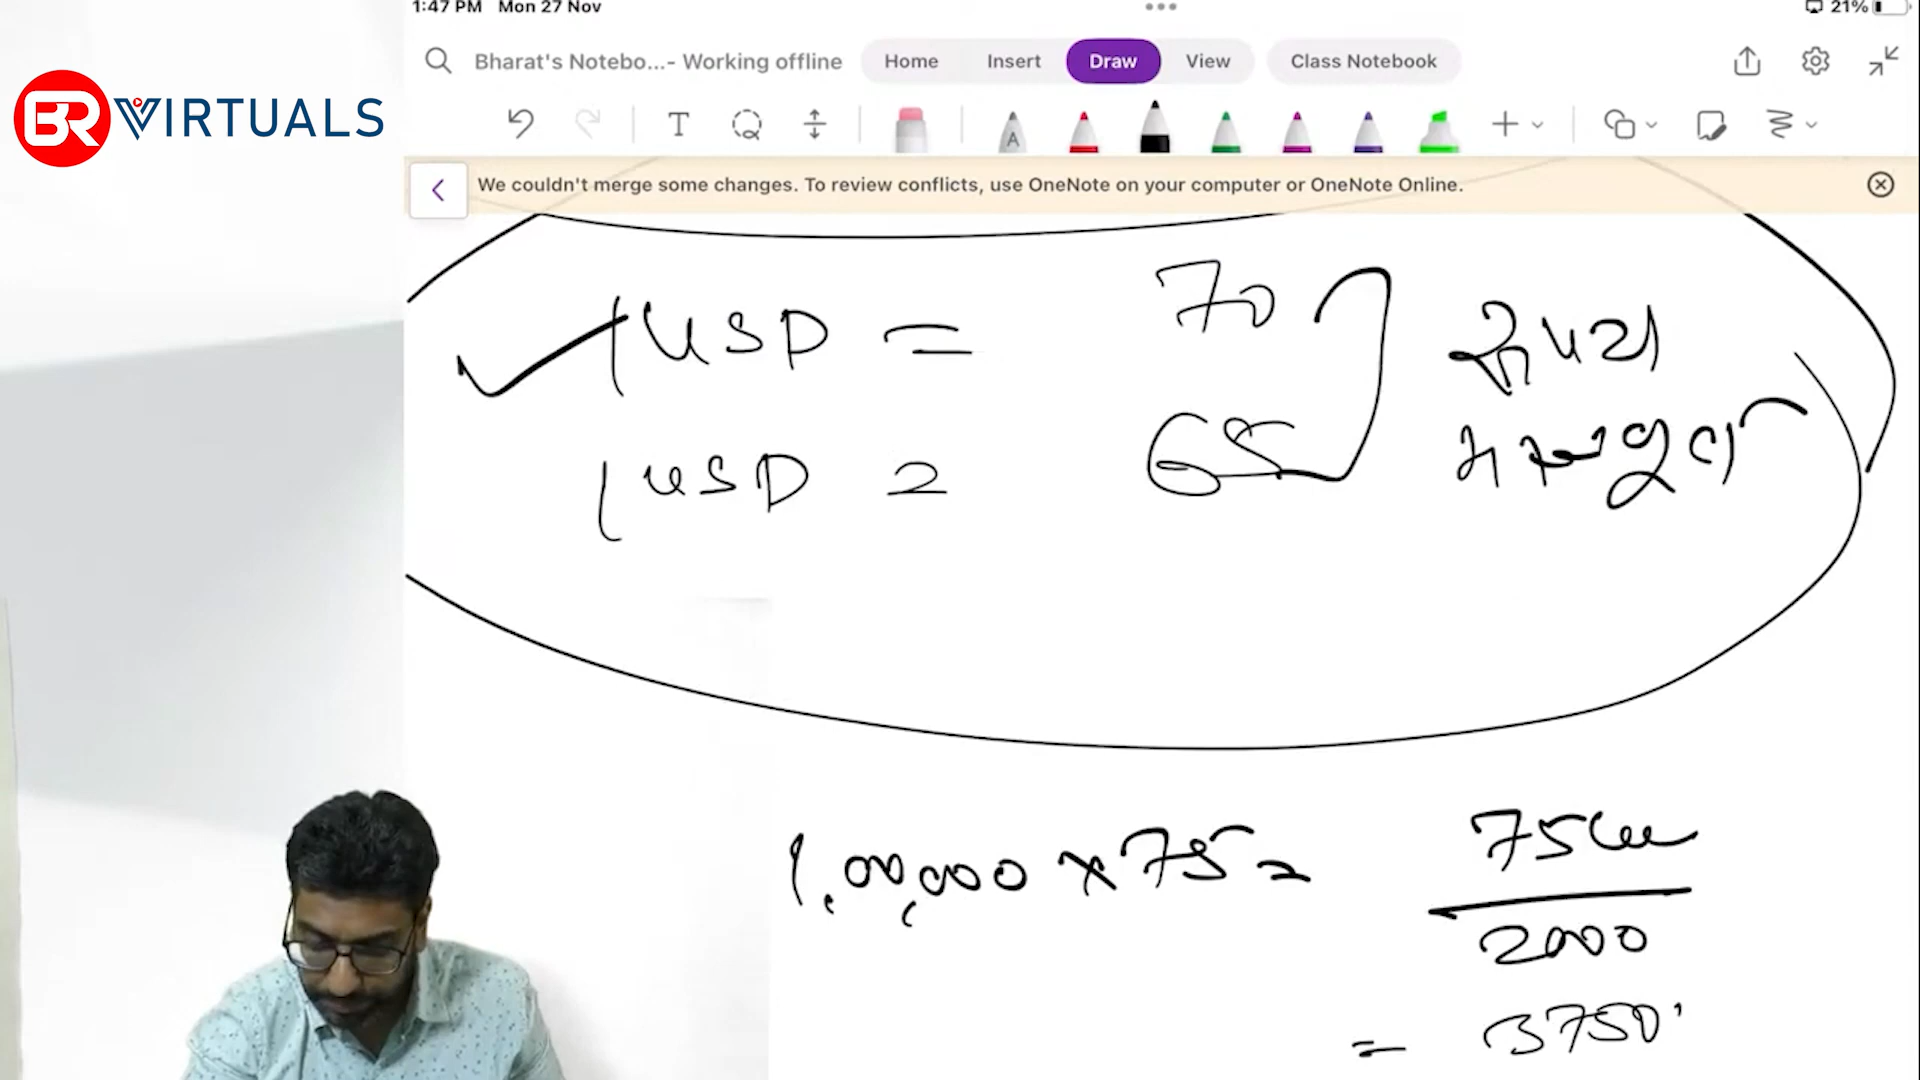 1:47 PM Mon 27 Nov
21%
BR VIRTUALS
Bharat's Notebo...- Working offline
Home Insert Draw View Class Notebook
We couldn't merge some changes. To review conflicts, use OneNote on your computer or OneNote Online.
1 USD = 70
રૂપિયા
1 USD = 65
1,00,000 × 75 =
75
2000
= 3750